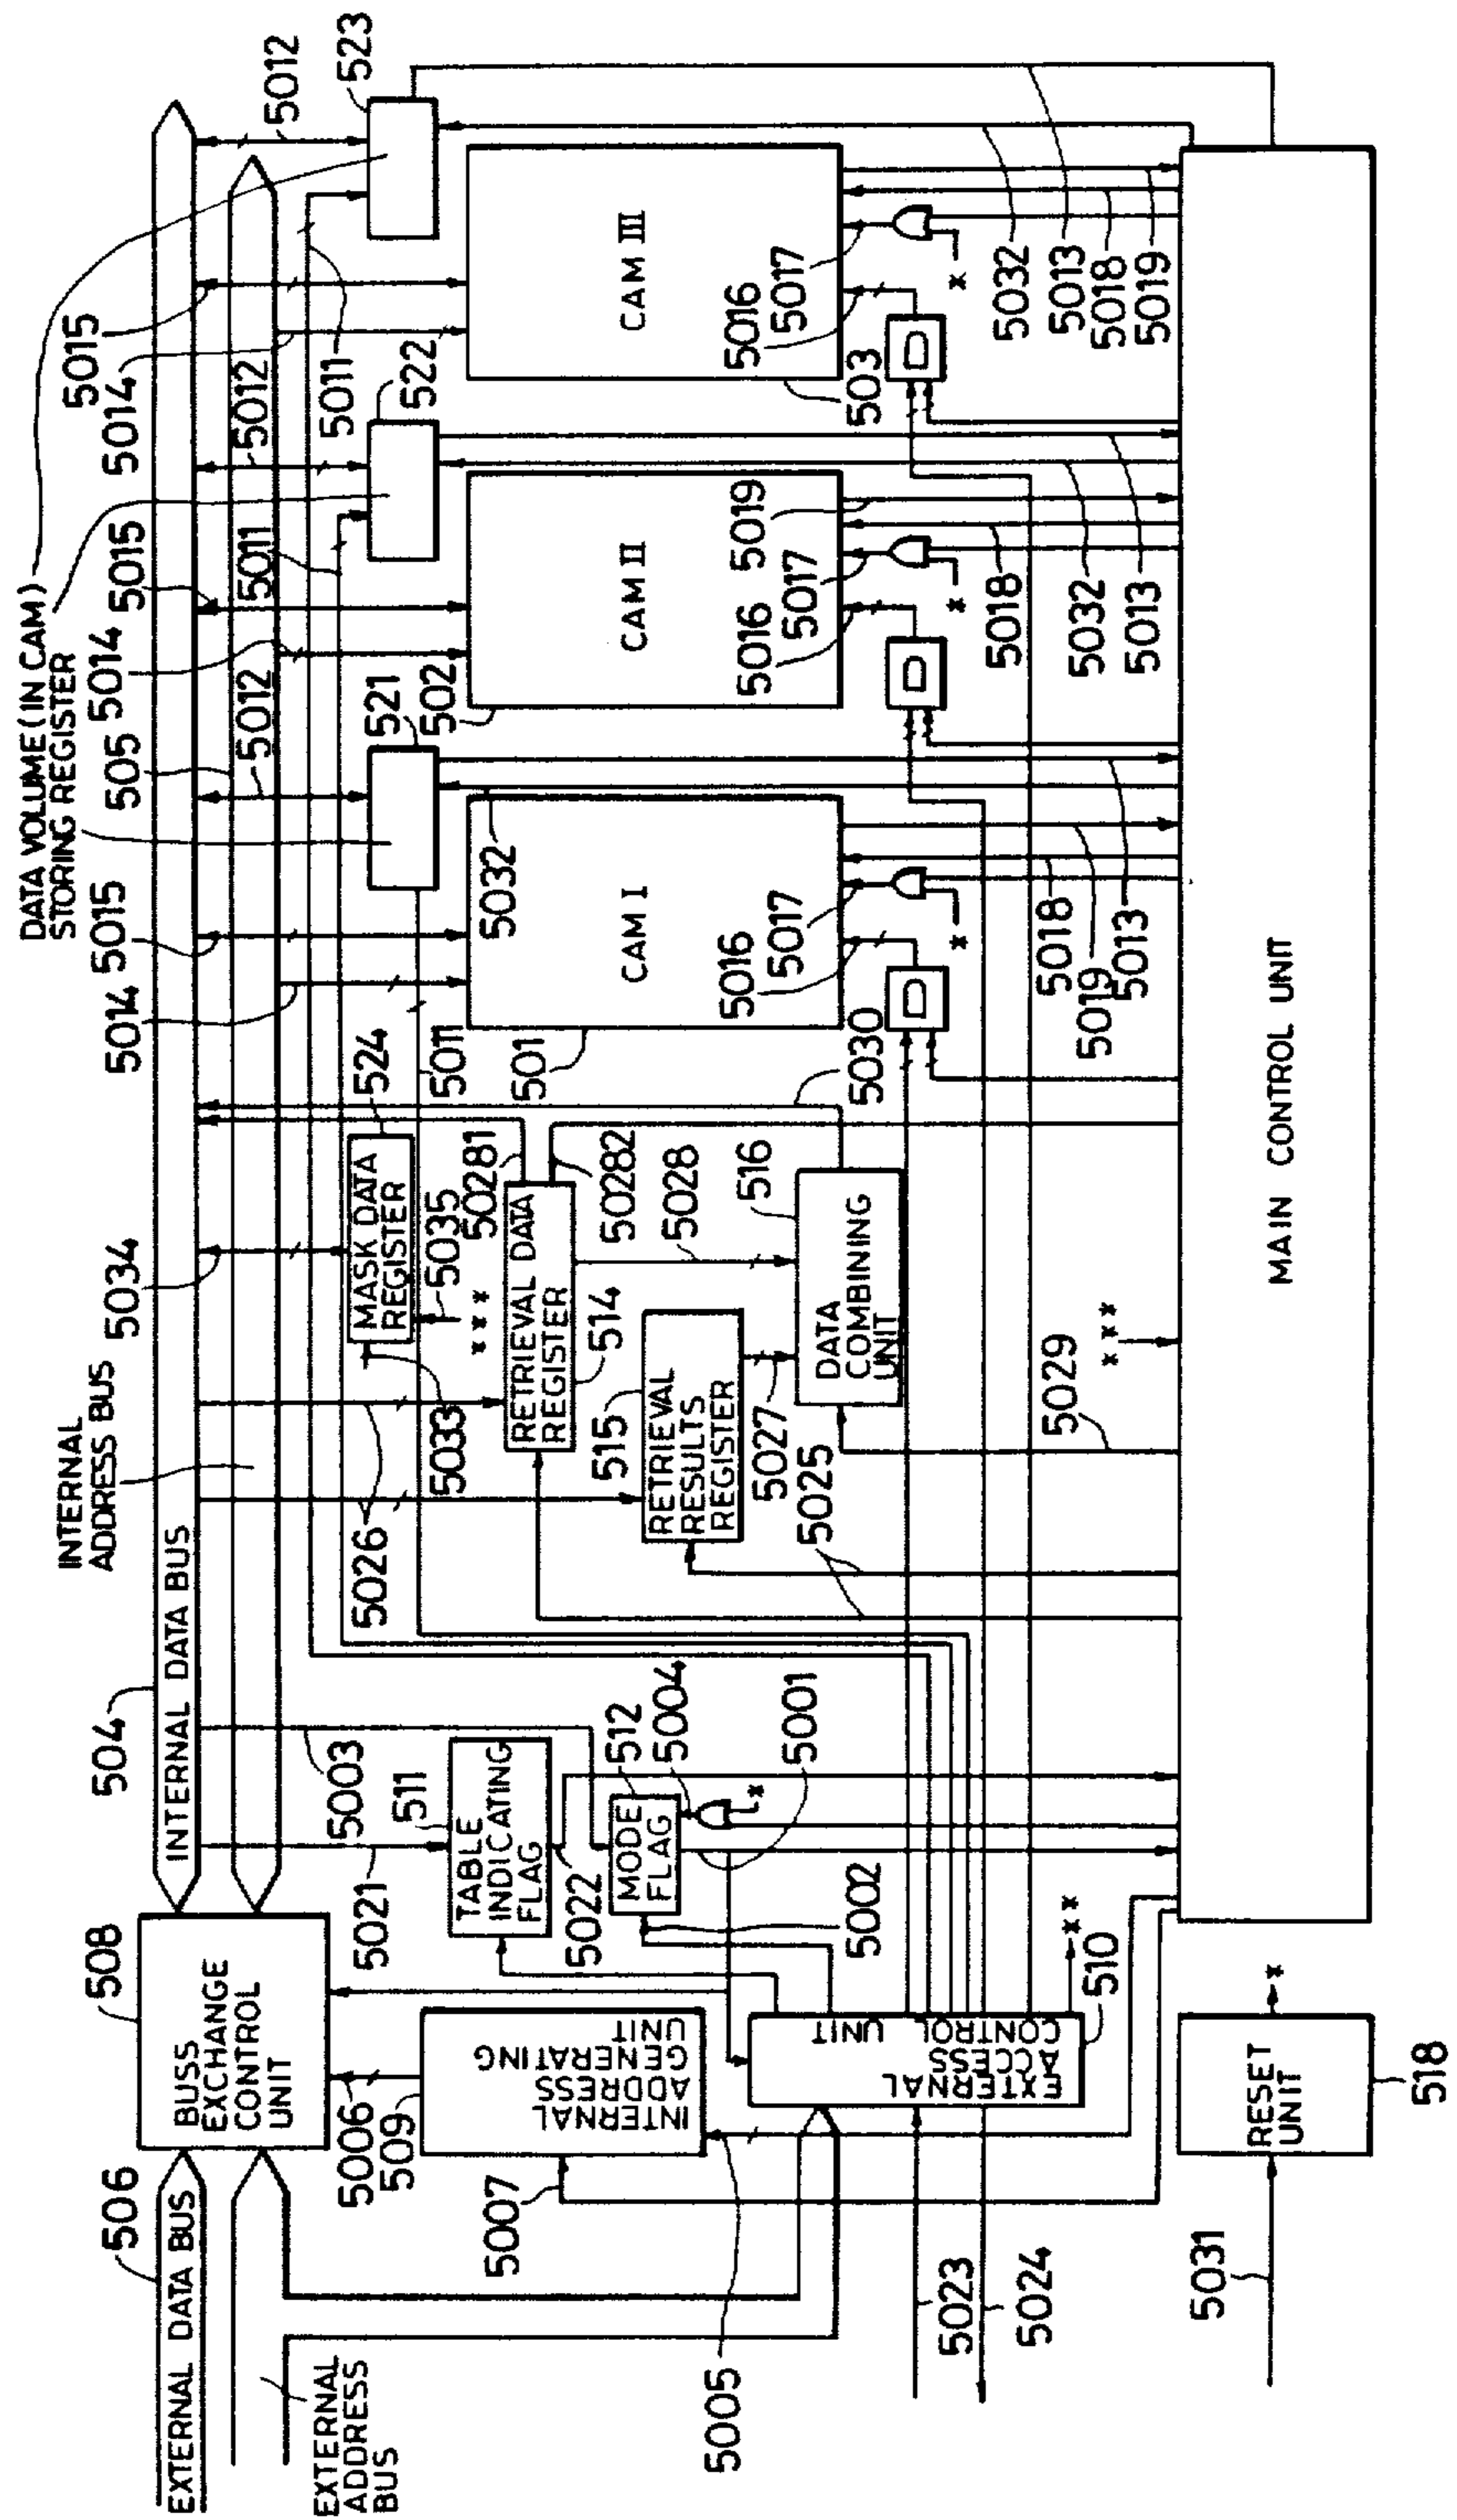 DATA VOLUME (IN CAM)
STORING REGISTER
INTERNAL
ADDRESS BUS
504
5034
5014
5015
505
5014
5015
5014
5015
5012
523
506
EXTERNAL DATA BUS
508
INTERNAL DATA BUS
5012
5011
5012
BUSS
EXCHANGE
CONTROL
UNIT
EXTERNAL
ADDRESS
BUS
5006
509
5021
5003
5026
524
5011
521
502
5011
522
MASK DATA
REGISTER
5033
5035
511
TABLE
INDICATING
FLAG
5022
INTERNAL
ADDRESS
GENERATING
UNIT
5007
***
50281
RETRIEVAL DATA
REGISTER
514
50282
501
5032
CAM I
CAM II
CAM III
512
MODE
FLAG
5004
*
5001
5002
515
RETRIEVAL
RESULTS
REGISTER
5027
5028
516
DATA
COMBINING
UNIT
5025
5030
5016
5017
5016
5017
5019
5016
5017
503
D
*
D
*
D
*
EXTERNAL
ACCESS
CONTROL
UNIT
510
**
5005
5023
5024
5029
***
5018
5019
5013
5018
5032
5013
5032
5013
5018
5019
MAIN CONTROL UNIT
5031
RESET
UNIT
*
518